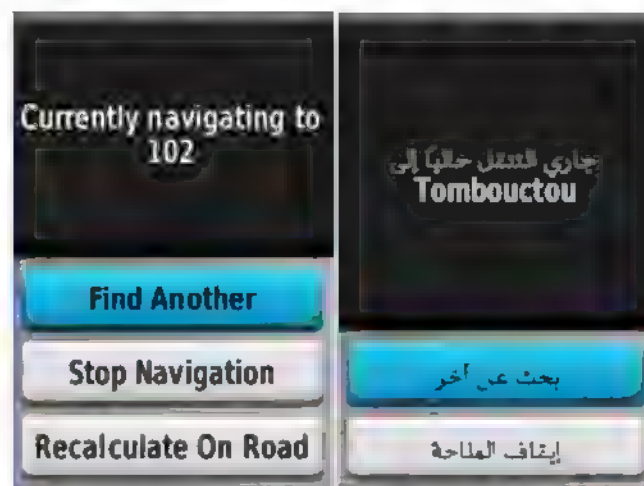 Currently navigating to
102
Find Another
Stop Navigation
Recalculate On Road
جاري التنقل حاليًا إلى
Tombouctou
بحث عن آخر
إيقاف الملاحة